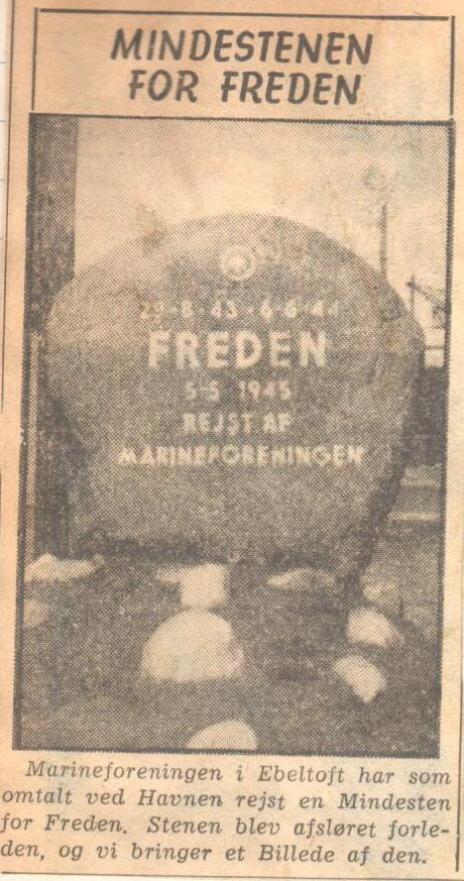 MINDESTENEN
FOR FREDEN
29-8-43-6-6-44
FREDEN
5-5 1945
REJST AF
MARINEFORENINGEN
Marineforeningen i Ebeltoft har som
omtalt ved Havnen rejst en Mindesten
for Freden. Stenen blev afsløret forle-
den, og vi bringer et Billede af den.